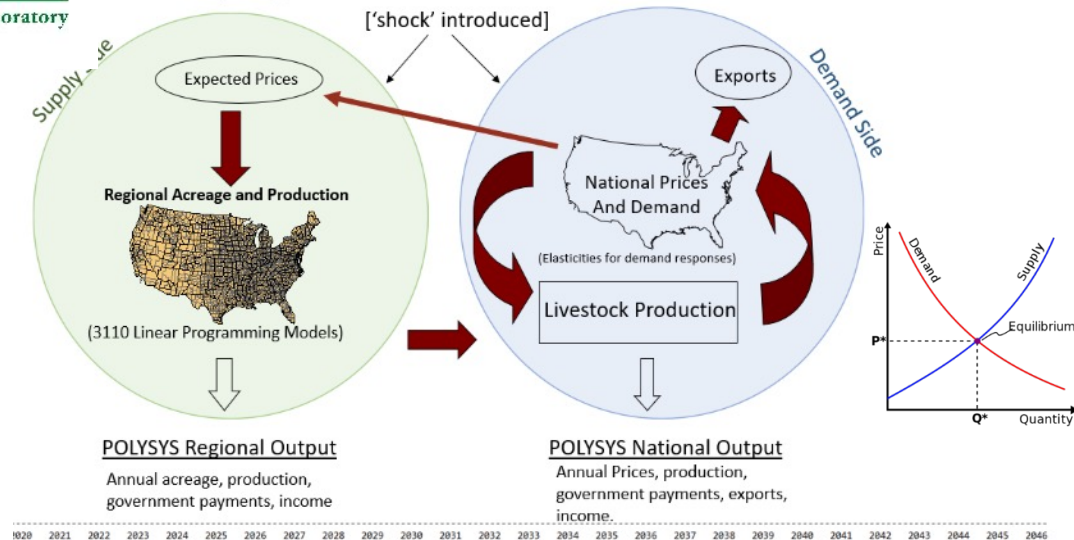 oratory
['shock' introduced]
Supply Side
Expected Prices
Regional Acreage and Production
(3110 Linear Programming Models)
Demand Side
Exports
National Prices
And Demand
(Elasticities for demand responses)
Livestock Production
Price
Demand
Supply
Equilibrium
P*
Q*
Quantity
POLYSYS Regional Output
Annual acreage, production,
government payments, income
POLYSYS National Output
Annual Prices, production,
government payments, exports,
income.
2020 2021 2022 2023 2024 2025 2026 2027 2028 2029 2030 2031 2032 2033 2034 2035 2036 2037 2038 2039 2040 2041 2042 2043 2044 2045 2046